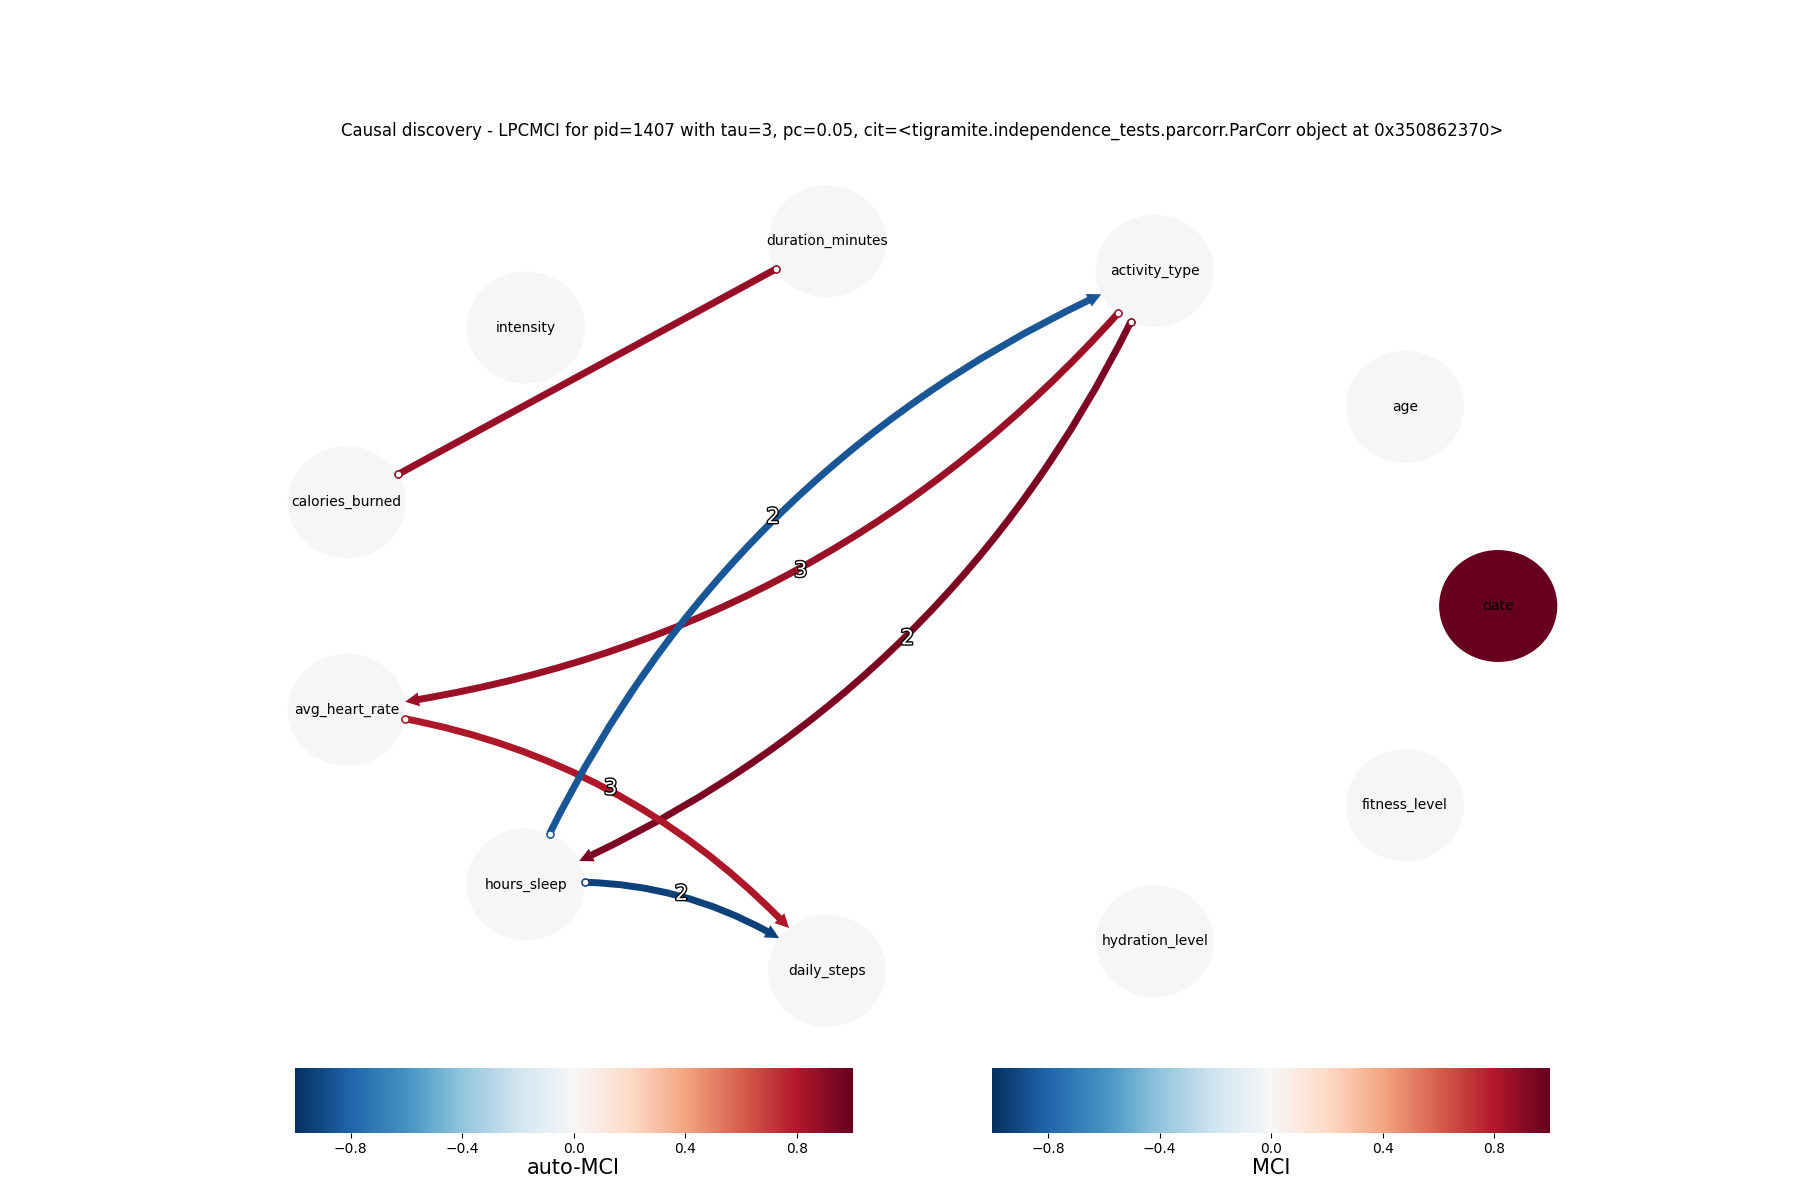 Causal discovery - LPCMCI for pid=1407 with tau=3, pc=0.05, cit=<tigramite.independence_tests.parcorr.ParCorr object at 0x350862370>
duration_minutes
activity_type
intensity
age
calories_burned
2
3
date
2
avg_heart_rate
3
fitness_level
hours_sleep
2
hydration_level
daily_steps
−0.8 −0.4 0.0 0.4 0.8
auto-MCI
−0.8 −0.4 0.0 0.4 0.8
MCI